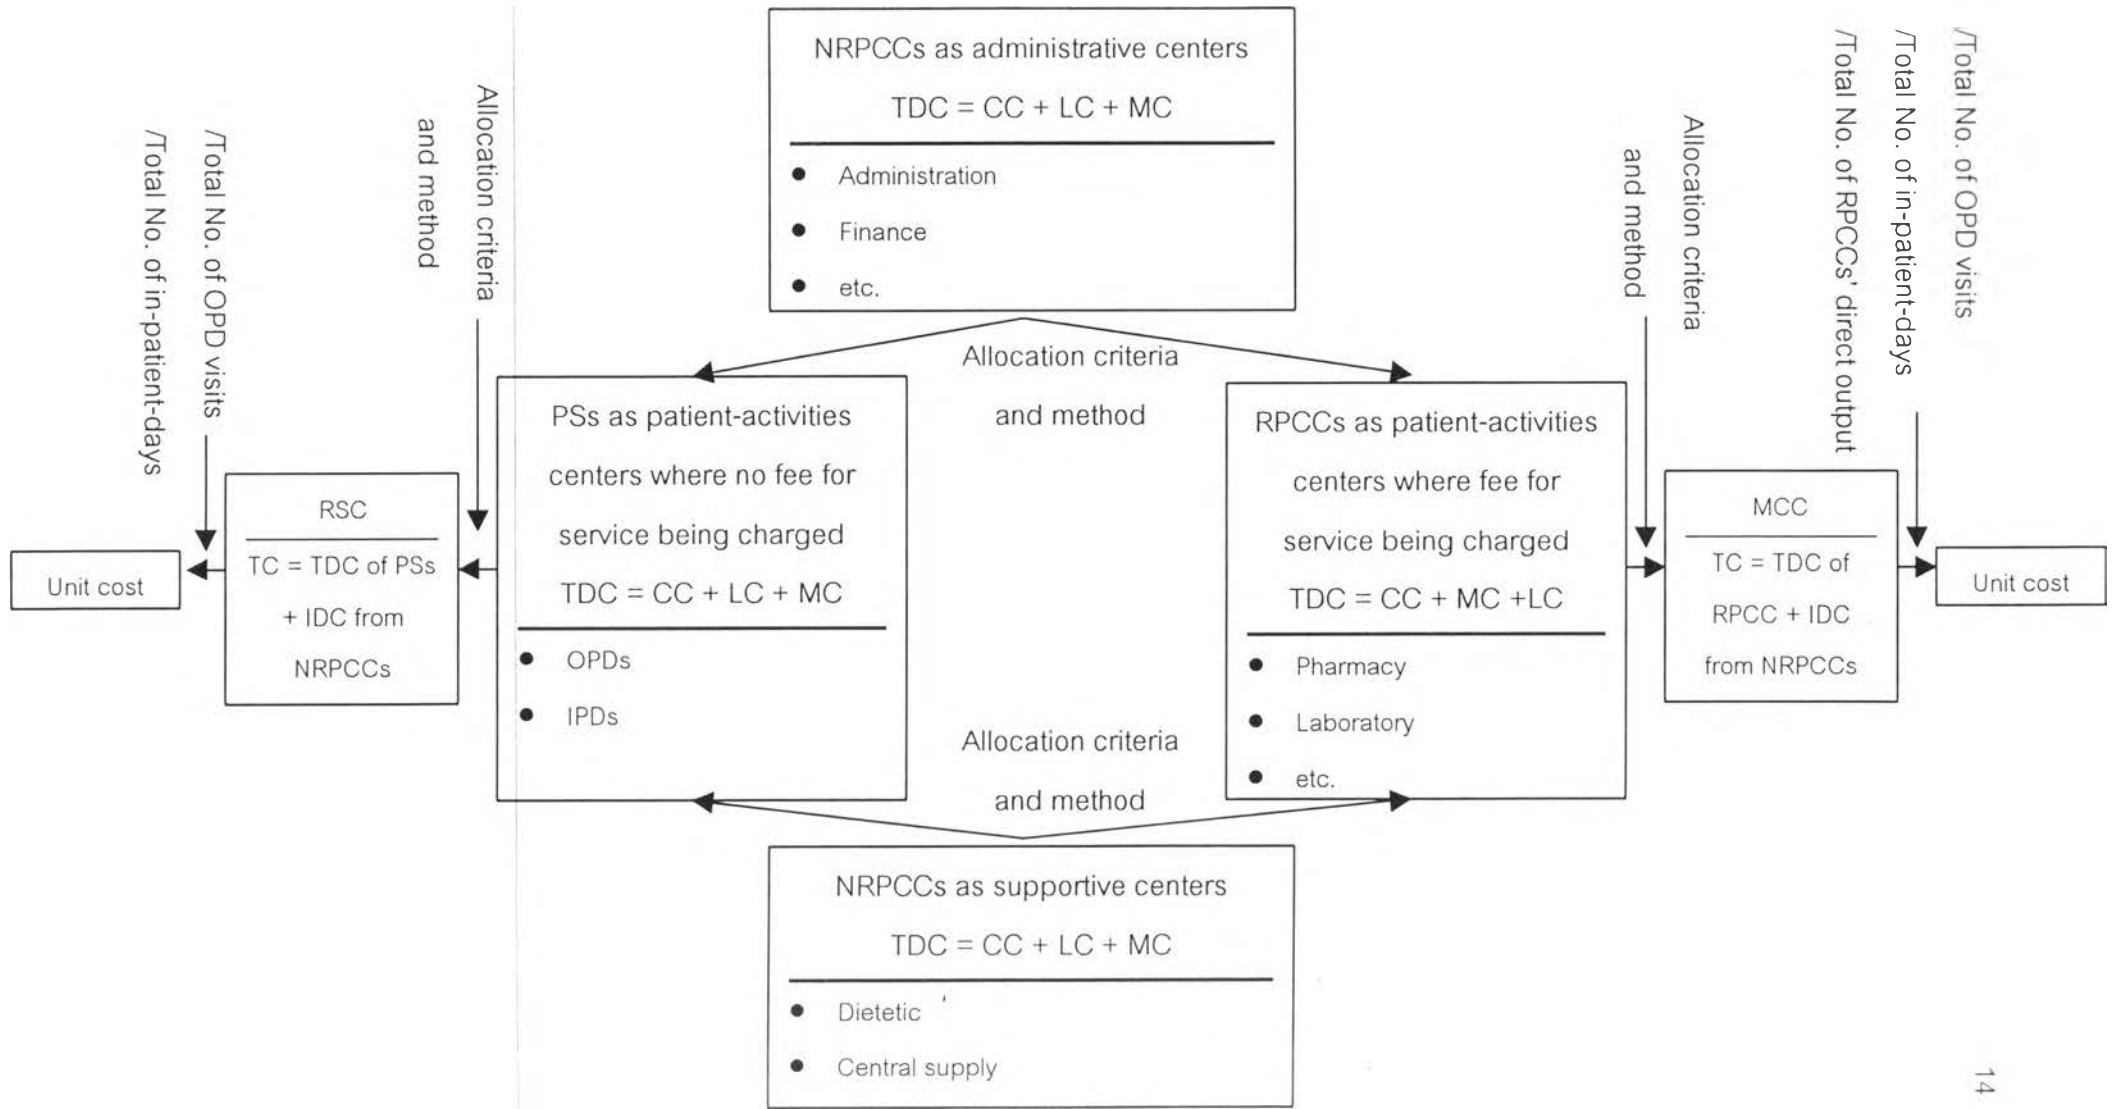 NRPCCs as administrative centers
TDC = CC + LC + MC
● Administration
● Finance
● etc.
/Total No. of in-patient-days
/Total No. of OPD visits
Allocation criteria
and method
Allocation criteria
and method
Allocation criteria
and method
/Total No. of RPCCs' direct output
/Total No. of in-patient-days
/Total No. of OPD visits
Unit cost
RSC
TC = TDC of PSs
+ IDC from
NRPCCs
PSs as patient-activities
centers where no fee for
service being charged
TDC = CC + LC + MC
● OPDs
● IPDs
RPCCs as patient-activities
centers where fee for
service being charged
TDC = CC + MC +LC
● Pharmacy
● Laboratory
● etc.
MCC
TC = TDC of
RPCC + IDC
from NRPCCs
Unit cost
Allocation criteria
and method
NRPCCs as supportive centers
TDC = CC + LC + MC
● Dietetic
● Central supply
14